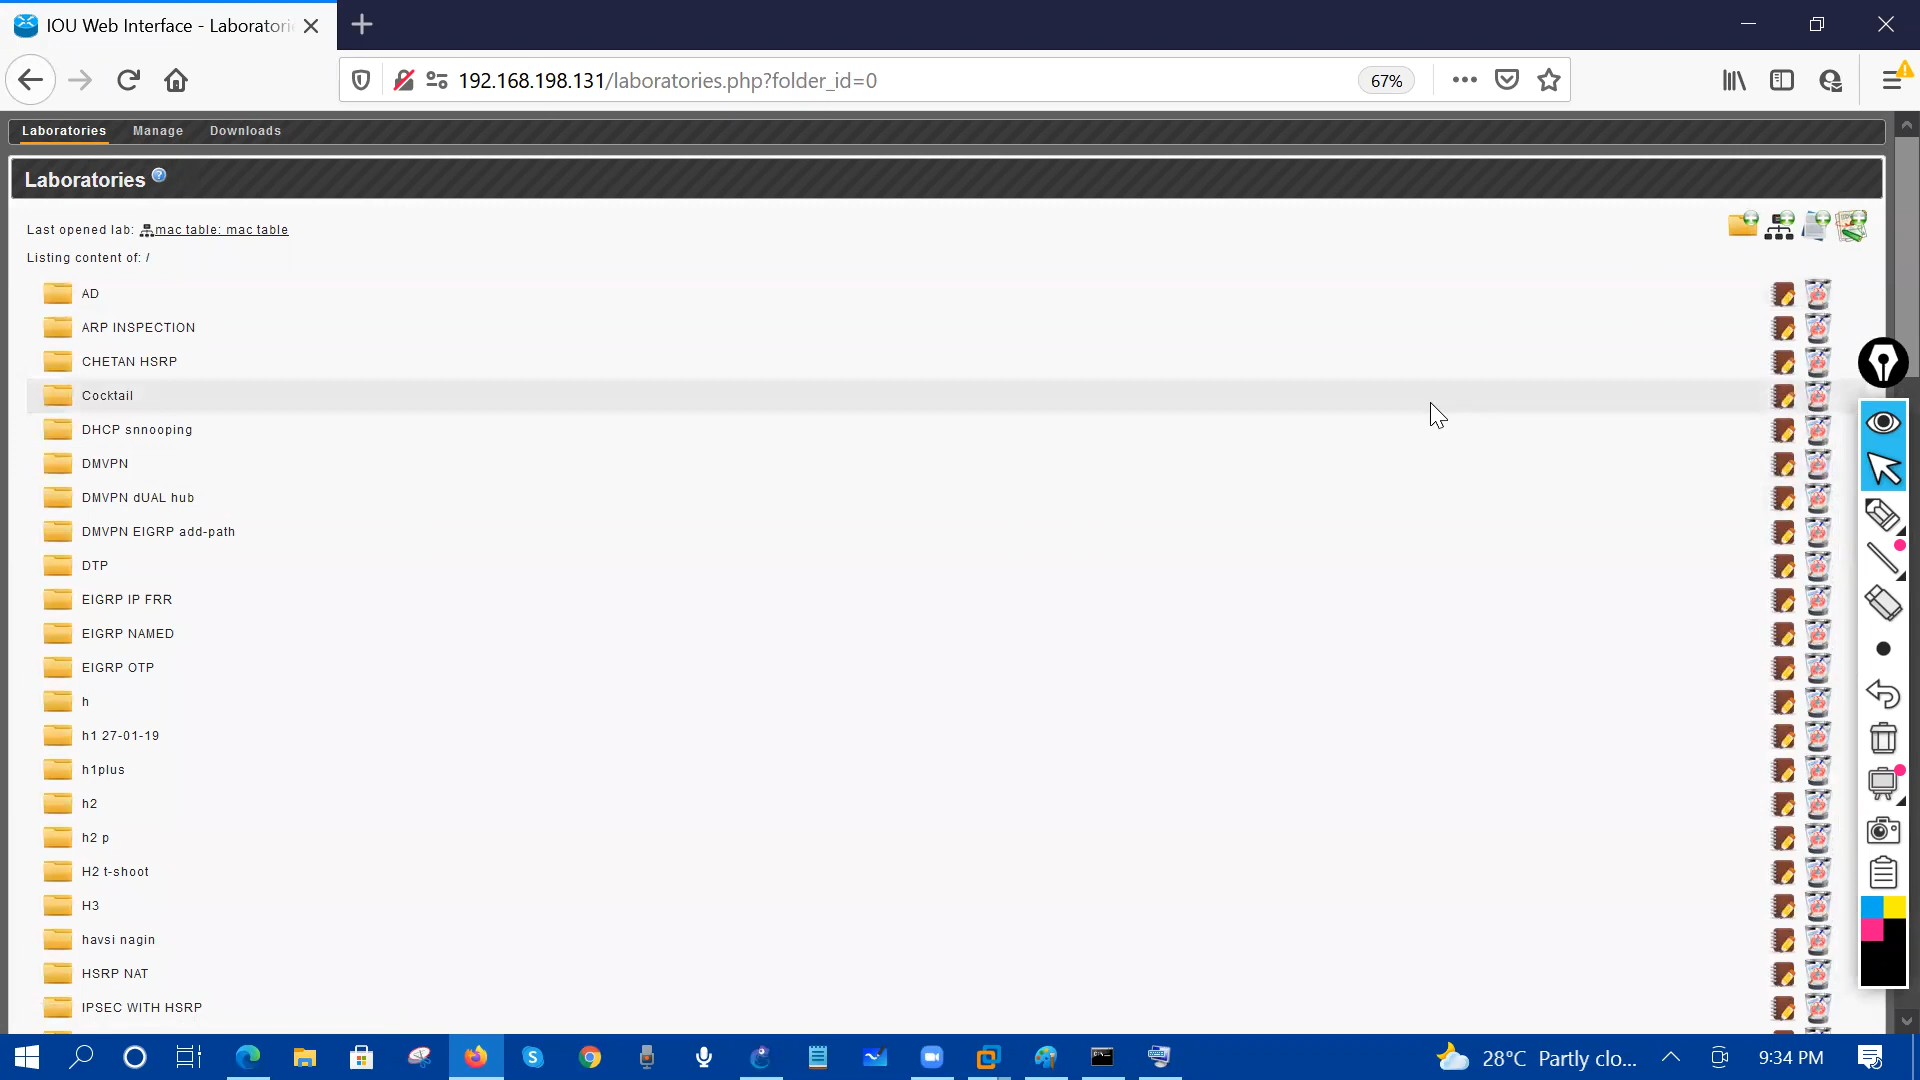 IOU Web Interface - Laboratori
192.168.198.131/laboratories.php?folder_id=0
67%
Laboratories Manage Downloads
Laboratories
Last opened lab: mac table: mac table
Listing content of: /
AD
ARP INSPECTION
CHETAN HSRP
Cocktail
DHCP snnooping
DMVPN
DMVPN dUAL hub
DMVPN EIGRP add-path
DTP
EIGRP IP FRR
EIGRP NAMED
EIGRP OTP
h
h1 27-01-19
h1plus
h2
h2 p
H2 t-shoot
H3
havsi nagin
HSRP NAT
IPSEC WITH HSRP
28°C Partly clo...
9:34 PM